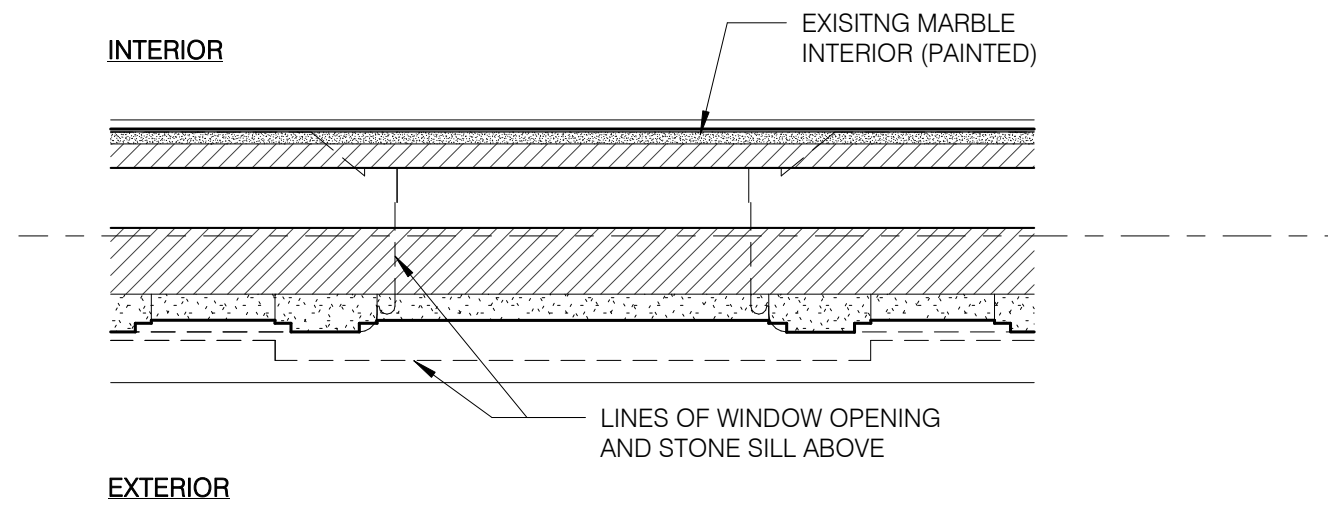 INTERIOR
EXISITNG MARBLE
INTERIOR (PAINTED)
LINES OF WINDOW OPENING
AND STONE SILL ABOVE
EXTERIOR